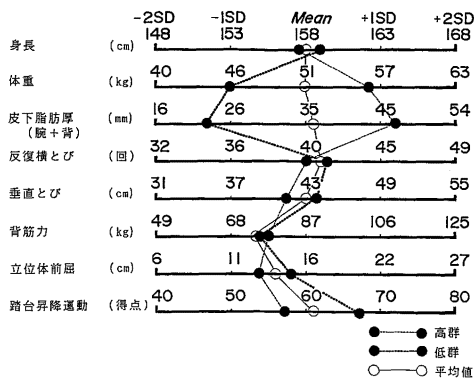 -2SD -1SD Mean +1SD +2SD
身長 (cm) 148 153 158 163 168
体重 (kg) 40 46 51 57 63
皮下脂肪厚 (腕+背) (mm) 16 26 35 45 54
反復横とび (回) 32 36 40 45 49
垂直とび (cm) 31 37 43 49 55
背筋力 (kg) 49 68 87 106 125
立位体前屈 (cm) 6 11 16 22 27
踏台昇降運動 (得点) 40 50 60 70 80
高群
低群
平均値